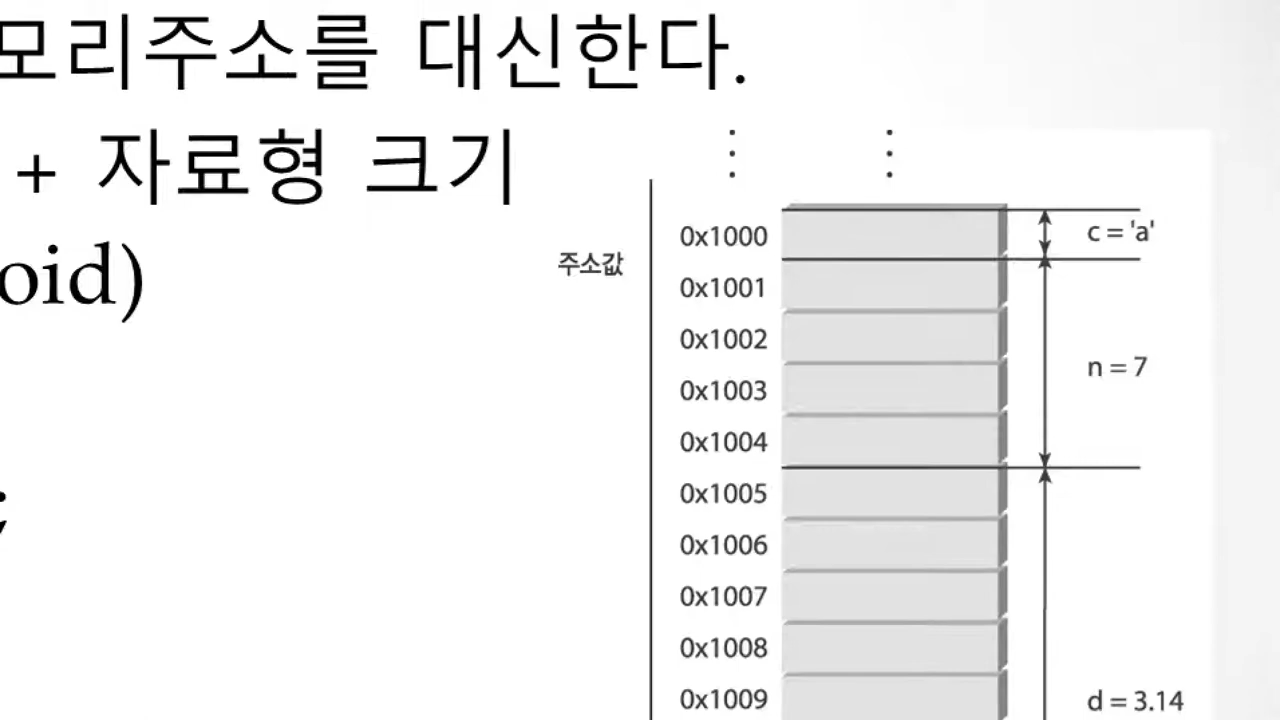 모리주소를 대신한다.
+ 자료형 크기
oid)
;
주소값
0x1000
c = 'a'
0x1001
0x1002
0x1003
n = 7
0x1004
0x1005
0x1006
0x1007
0x1008
0x1009
d = 3.14